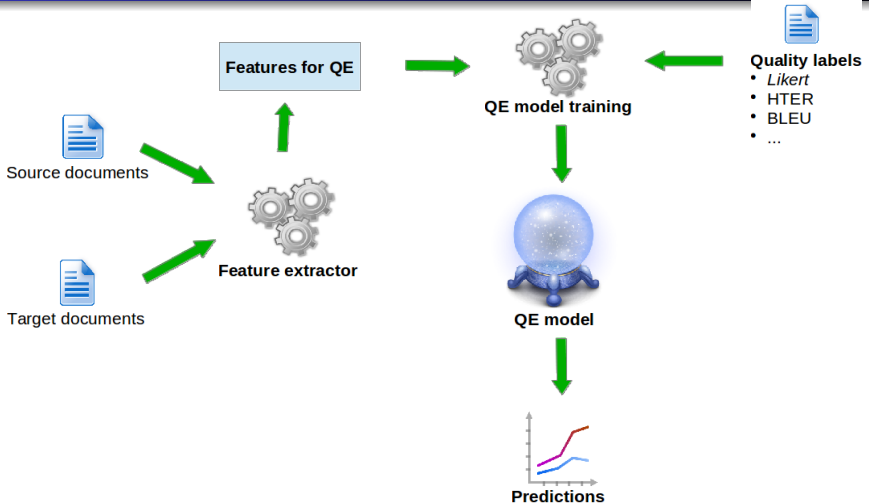 Features for QE
QE model training
Quality labels
• Likert
• HTER
• BLEU
• ...
Source documents
Feature extractor
Target documents
QE model
Predictions